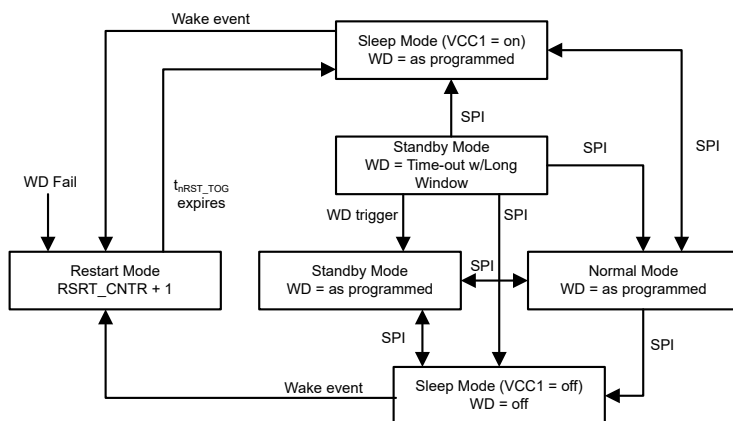 Wake event
Sleep Mode (VCC1 = on)
WD = as programmed
SPI
Standby Mode
WD = Time-out w/Long
Window
SPI
SPI
WD Fail
tnRST_TOG
expires
WD trigger
SPI
Restart Mode
RSRT_CNTR + 1
Standby Mode
WD = as programmed
SPI
Normal Mode
WD = as programmed
SPI
SPI
Wake event
Sleep Mode (VCC1 = off)
WD = off